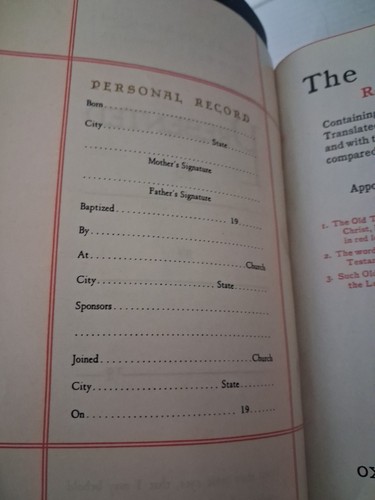 PERSONAL RECORD
Born
City State
Mother's Signature
Father's Signature
Baptized 19
By
At Church
City State
Sponsors
Joined Church
City State
On 19
The
R
Containing
Translate
and with t
compared
Appo
1. The Old T
Christ,
in red l
2. The word
Testa
3. Such Old
the L
OX